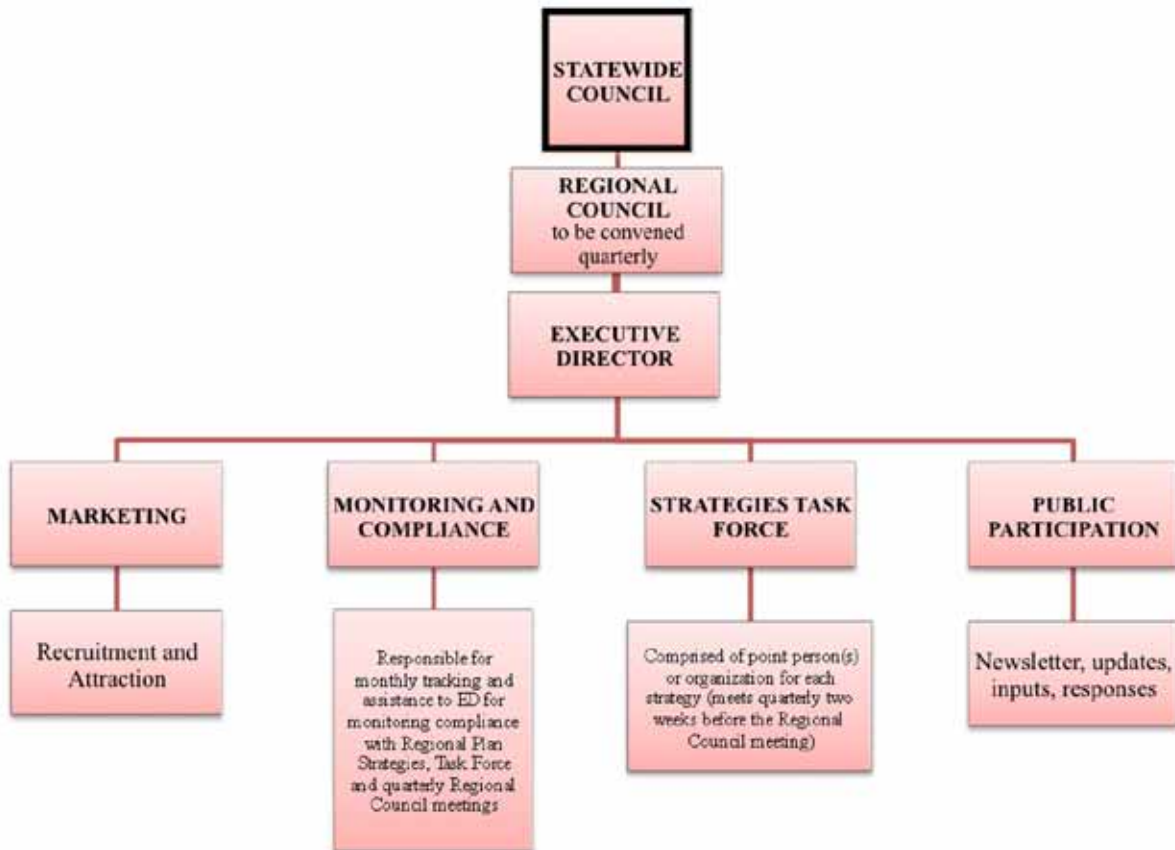 STATEWIDE
COUNCIL
REGIONAL
COUNCIL
to be convened
quarterly
EXECUTIVE
DIRECTOR
MARKETING
MONITORING AND
COMPLIANCE
STRATEGIES TASK
FORCE
PUBLIC
PARTICIPATION
Recruitment and
Attraction
Responsible for
monthly tracking and
assistance to ED for
monitoring compliance
with Regional Plan
Strategies, Task Force
and quarterly Regional
Council meetings
Comprised of point person(s)
or organization for each
strategy (meets quarterly two
weeks before the Regional
Council meeting)
Newsletter, updates,
inputs, responses